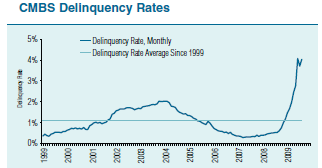 CMBS Delinquency Rates
Delinquency Rate, Monthly
Delinquency Rate Average Since 1999
Delinquency Rate
5%
4%
3%
2%
1%
0%
1999 2000 2001 2002 2003 2004 2005 2006 2007 2008 2009